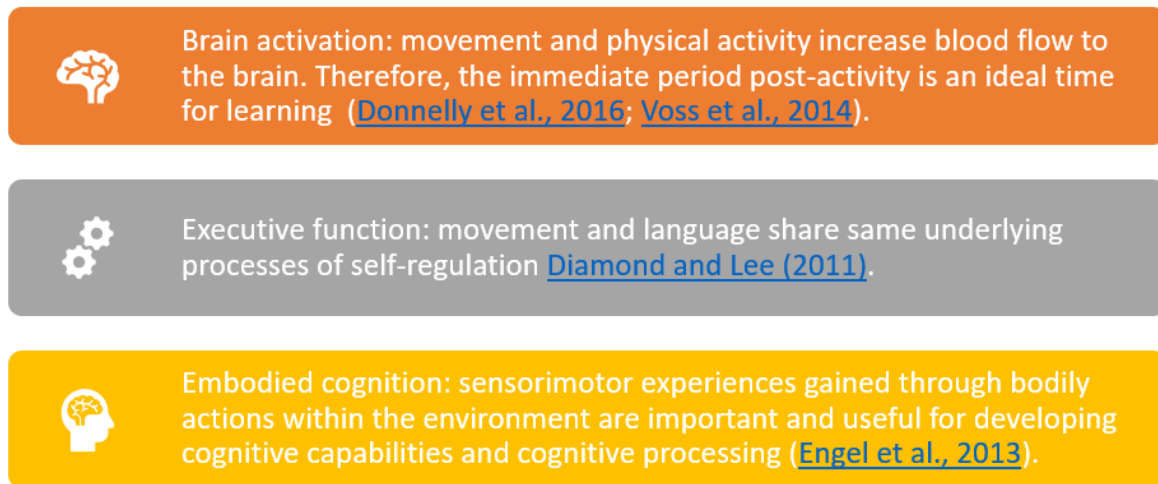 Brain activation: movement and physical activity increase blood flow to
the brain. Therefore, the immediate period post-activity is an ideal time
for learning  (Donnelly et al., 2016; Voss et al., 2014).
Executive function: movement and language share same underlying
processes of self-regulation Diamond and Lee (2011).
Embodied cognition: sensorimotor experiences gained through bodily
actions within the environment are important and useful for developing
cognitive capabilities and cognitive processing (Engel et al., 2013).